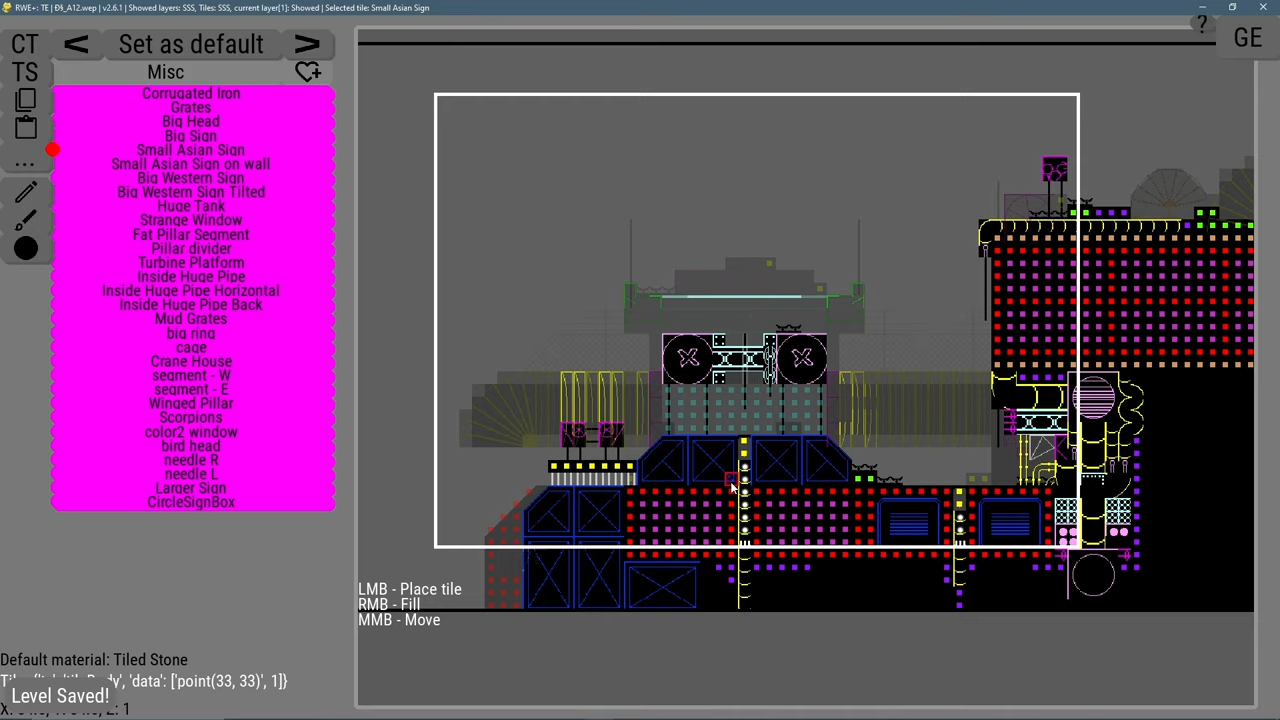 RWE+: TE | Đ9_A12.wep | v2.6.1 | Showed layers: SSS, Tiles: SSS, current layer[1]: Showed | Selected tile: Small Asian Sign
CT < Set as default >
TS Misc
Corrugated Iron
Grates
Big Head
Big Sign
Small Asian Sign
Small Asian Sign on wall
Big Western Sign
Big Western Sign Tilted
Huge Tank
Strange Window
Fat Pillar Segment
Pillar divider
Turbine Platform
Inside Huge Pipe
Inside Huge Pipe Horizontal
Inside Huge Pipe Back
Mud Grates
big ring
cage
Crane House
segment - W
segment - E
Winged Pillar
Scorpions
color2 window
bird head
needle R
needle L
Larger Sign
CircleSignBox
...
? GE
LMB - Place tile
RMB - Fill
MMB - Move
Default material: Tiled Stone
'data': ['point(33, 33)', 1]}
Level Saved!
Z: 1